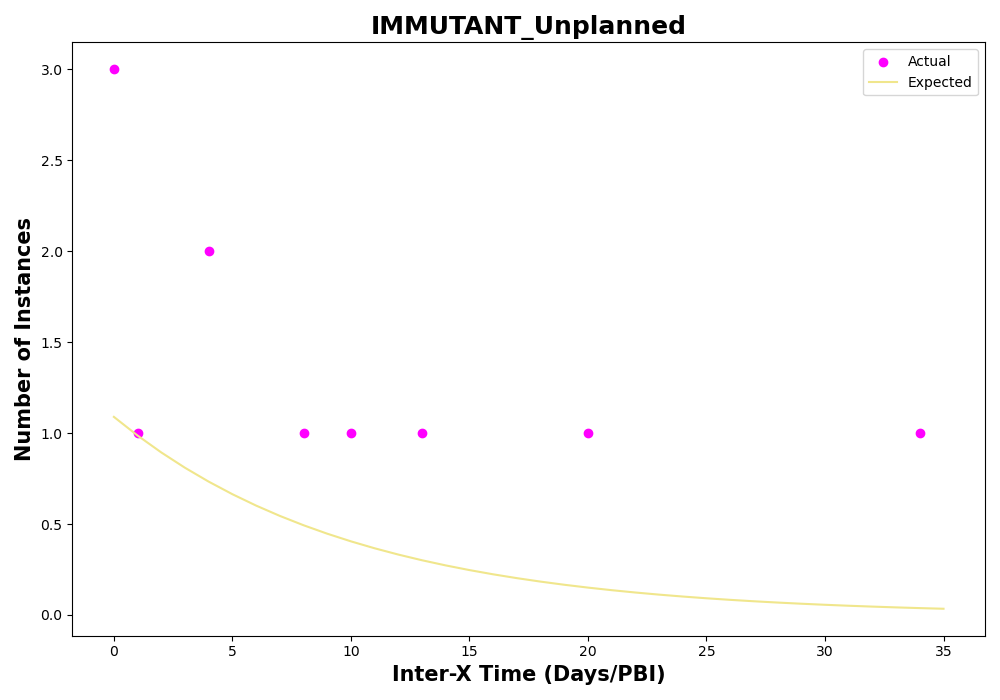 IMMUTANT_Unplanned
Actual
Expected
Number of Instances
3.0
2.5
2.0
1.5
1.0
0.5
0.0
0 5 10 15 20 25 30 35
Inter-X Time (Days/PBI)